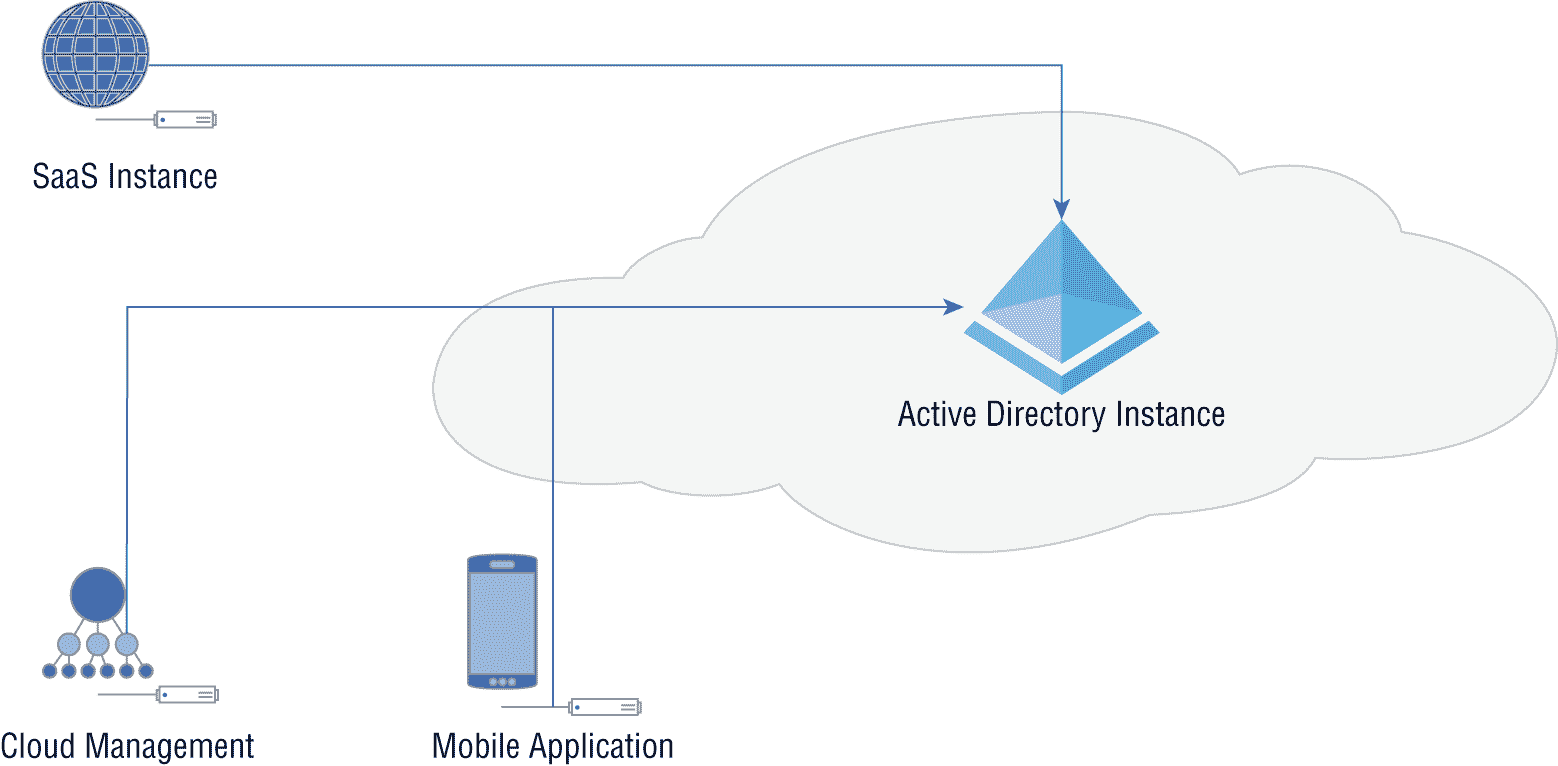 SaaS Instance
Active Directory Instance
Cloud Management
Mobile Application